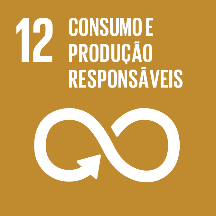 12 CONSUMO E
PRODUÇÃO
RESPONSÁVEIS